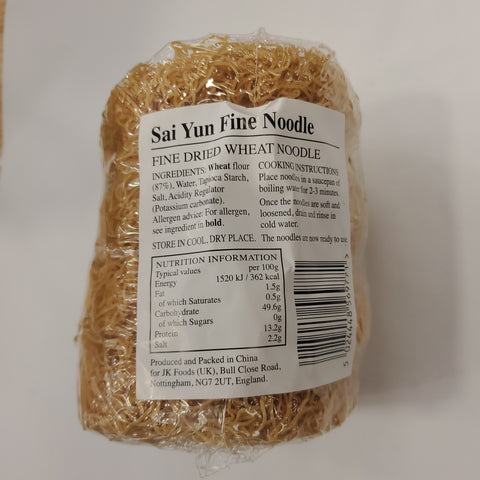 Sai Yun Fine Noodle
FINE DRIED WHEAT NOODLE
INGREDIENTS: Wheat flour
(87%), Water, Tapioca Starch,
Salt, Acidity Regulator
(Potassium carbonate).
Allergen advice: For allergen,
see ingredient in bold.
STORE IN COOL, DRY PLACE.
COOKING INSTRUCTIONS
Place noodles in a saucepan of
boiling water for 2-3 minutes.
Once the noodles are soft and
loosened, drain and rinse in
cold water.
The noodles are now ready to use.
NUTRITION INFORMATION
Typical values per 100g
Energy 1520 kJ / 362 kcal
Fat 1.5g
of which Saturates 0.5g
Carbohydrate 49.6g
of which Sugars 0g
Protein 13.2g
Salt 2.2g
Produced and Packed in China
for JK Foods (UK), Bull Close Road,
Nottingham, NG7 2UT, England.